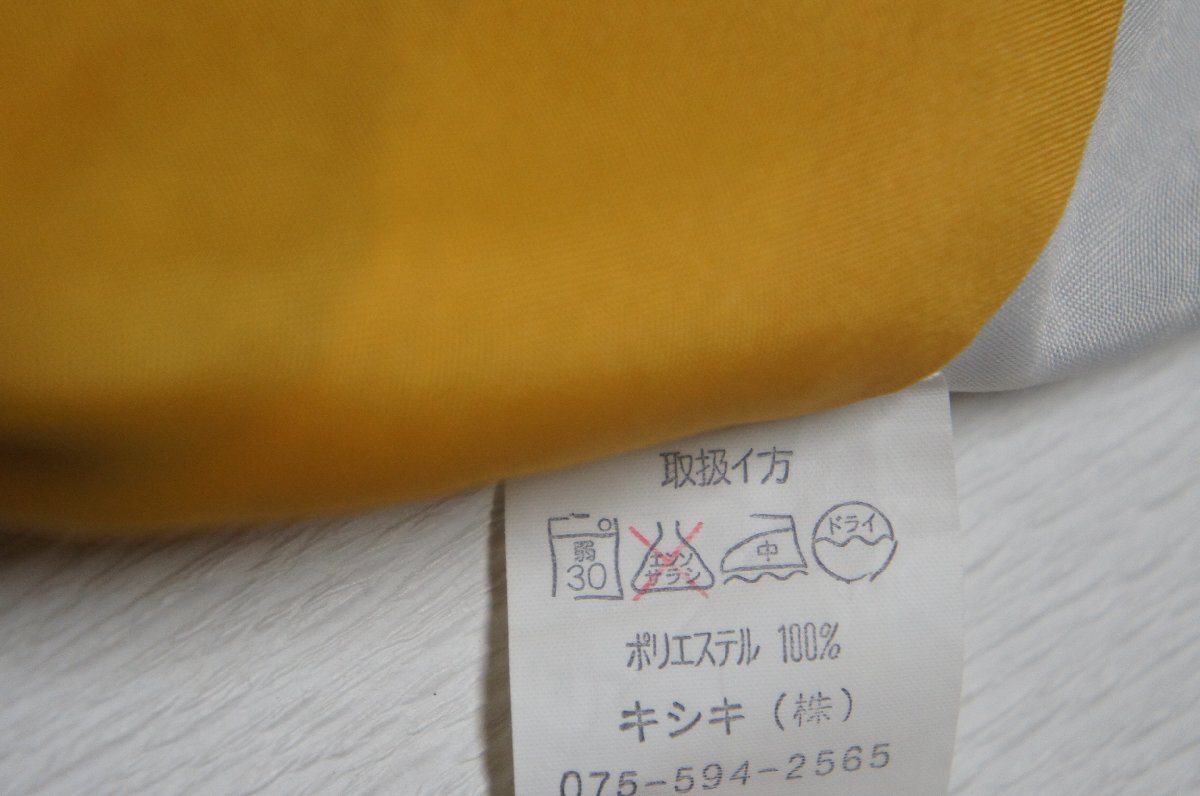 取扱イ方
弱 30 エンソ サラシ 中 ドライ
ポリエステル 100%
キシキ (株)
075-594-2565